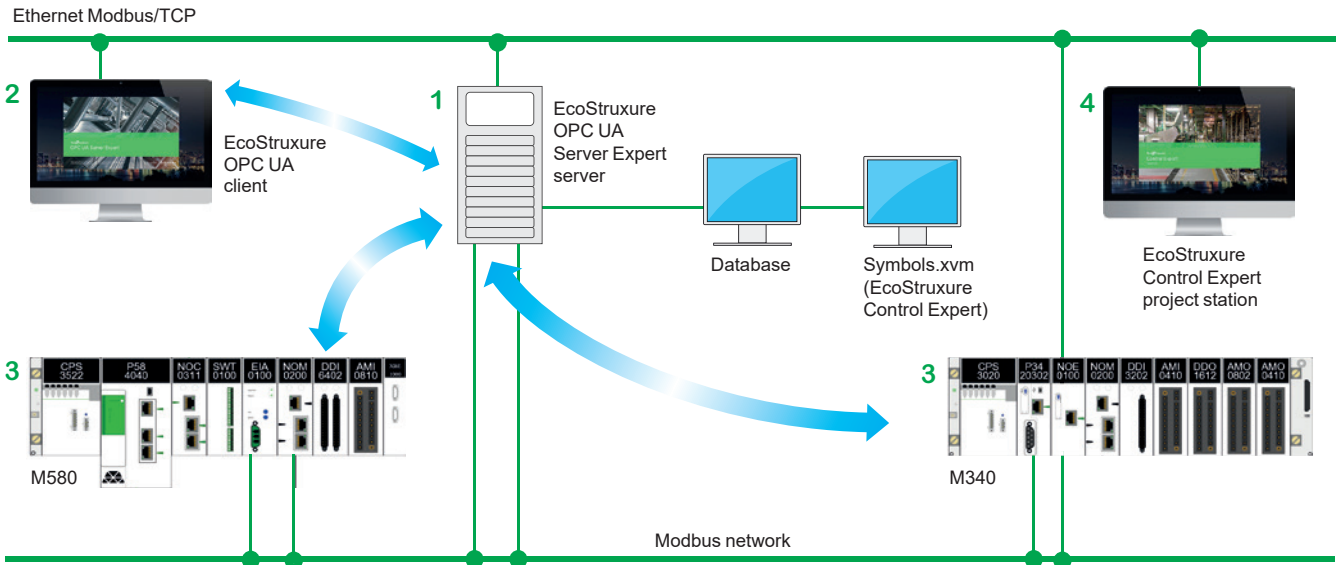 Ethernet Modbus/TCP
2
EcoStruxure
OPC UA
client
1
EcoStruxure
OPC UA
Server Expert
server
Database
Symbols.xvm
(EcoStruxure
Control Expert)
4
EcoStruxure
Control Expert
project station
3
CPS
3522
P58
4040
NOC
0311
SWT
0100
EIA
0100
NOM
0200
DDI
6402
AMI
0810
M580
3
CPS
3020
P34
20302
NOE
0100
NOM
0200
DDI
3202
AMI
0410
DDO
1612
AMO
0802
AMO
0410
M340
Modbus network